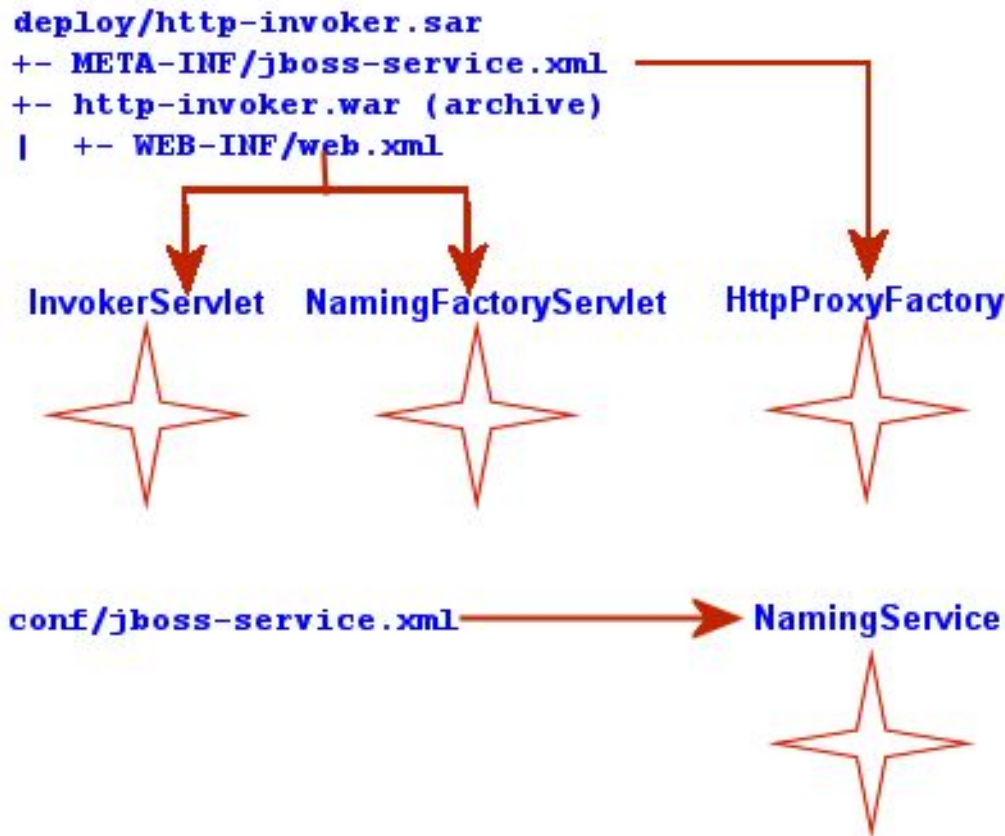 deploy/http-invoker.sar
+- META-INF/jboss-service.xml
+- http-invoker.war (archive)
|  +- WEB-INF/web.xml
InvokerServlet
NamingFactoryServlet
HttpProxyFactory
conf/jboss-service.xml
NamingService